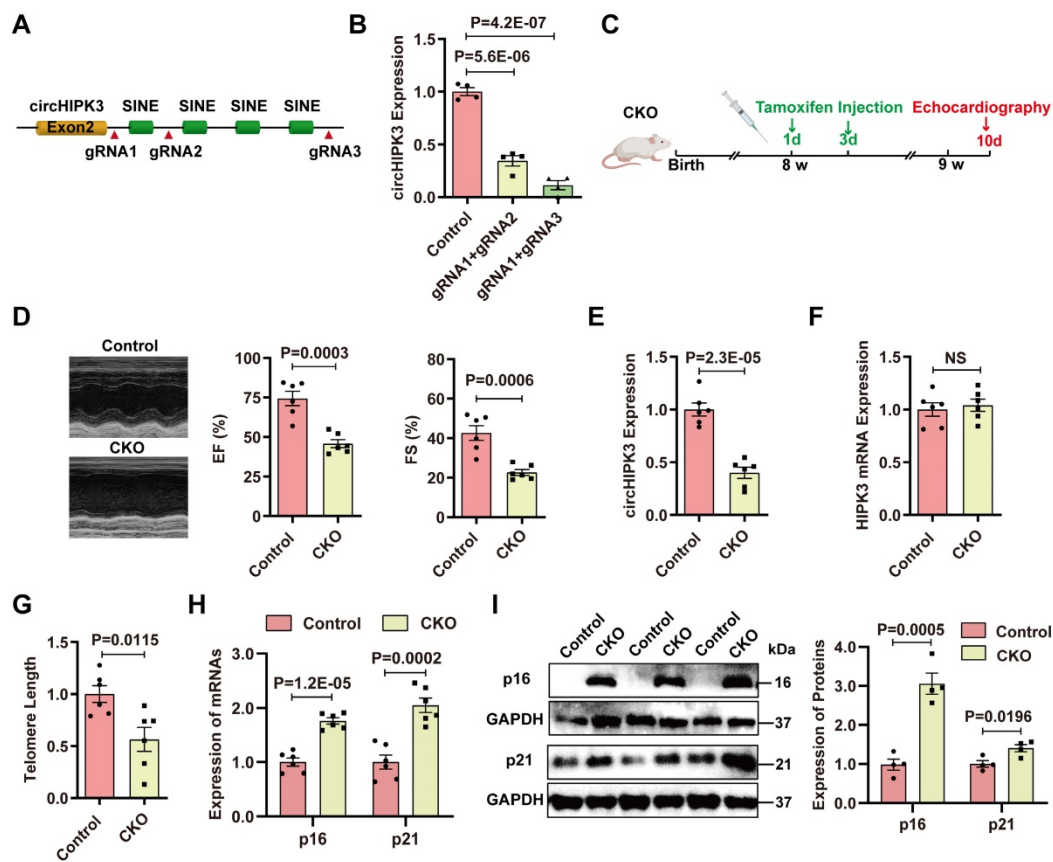 A
circHIPK3 SINE SINE SINE SINE
Exon2
gRNA1 gRNA2 gRNA3
B
circHIPK3 Expression
P=4.2E-07
P=5.6E-06
1.5
1.0
0.5
0.0
Control
gRNA1+gRNA2
gRNA1+gRNA3
C
CKO
Tamoxifen Injection Echocardiography
1d 3d 10d
Birth 8 w 9 w
D
Control
CKO
EF (%)
P=0.0003
100
75
50
25
0
Control
CKO
FS (%)
P=0.0006
80
60
40
20
0
Control
CKO
E
circHIPK3 Expression
P=2.3E-05
1.5
1.0
0.5
0.0
Control
CKO
F
HIPK3 mRNA Expression
NS
1.5
1.0
0.5
0.0
Control
CKO
G
Telomere Length
P=0.0115
1.5
1.0
0.5
0.0
Control
CKO
H
Control CKO
Expression of mRNAs
P=1.2E-05
P=0.0002
3.0
2.0
1.0
0.0
p16 p21
I
Control CKO Control CKO Control CKO kDa
p16 16
GAPDH 37
p21 21
GAPDH 37
Expression of Proteins
P=0.0005
P=0.0196
Control
CKO
4.0
3.0
2.0
1.0
0.0
p16 p21